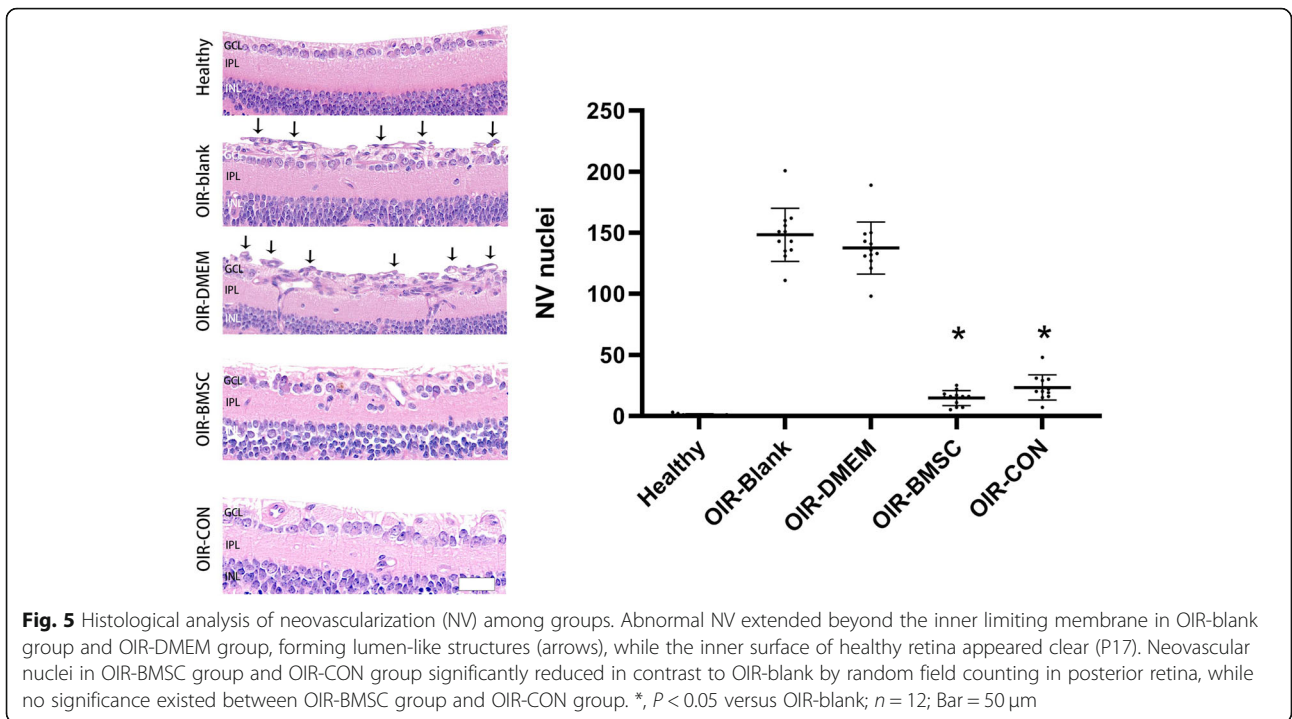 Healthy
GCL
IPL
INL
OIR-blank
GCL
IPL
INL
OIR-DMEM
GCL
IPL
INL
OIR-BMSC
GCL
IPL
OIR-CON
GCL
IPL
INL
NV nuclei
250
200
150
100
50
0
*
*
Healthy
OIR-Blank
OIR-DMEM
OIR-BMSC
OIR-CON
Fig. 5 Histological analysis of neovascularization (NV) among groups. Abnormal NV extended beyond the inner limiting membrane in OIR-blank
group and OIR-DMEM group, forming lumen-like structures (arrows), while the inner surface of healthy retina appeared clear (P17). Neovascular
nuclei in OIR-BMSC group and OIR-CON group significantly reduced in contrast to OIR-blank by random field counting in posterior retina, while
no significance existed between OIR-BMSC group and OIR-CON group. *, P < 0.05 versus OIR-blank; n = 12; Bar = 50 μm